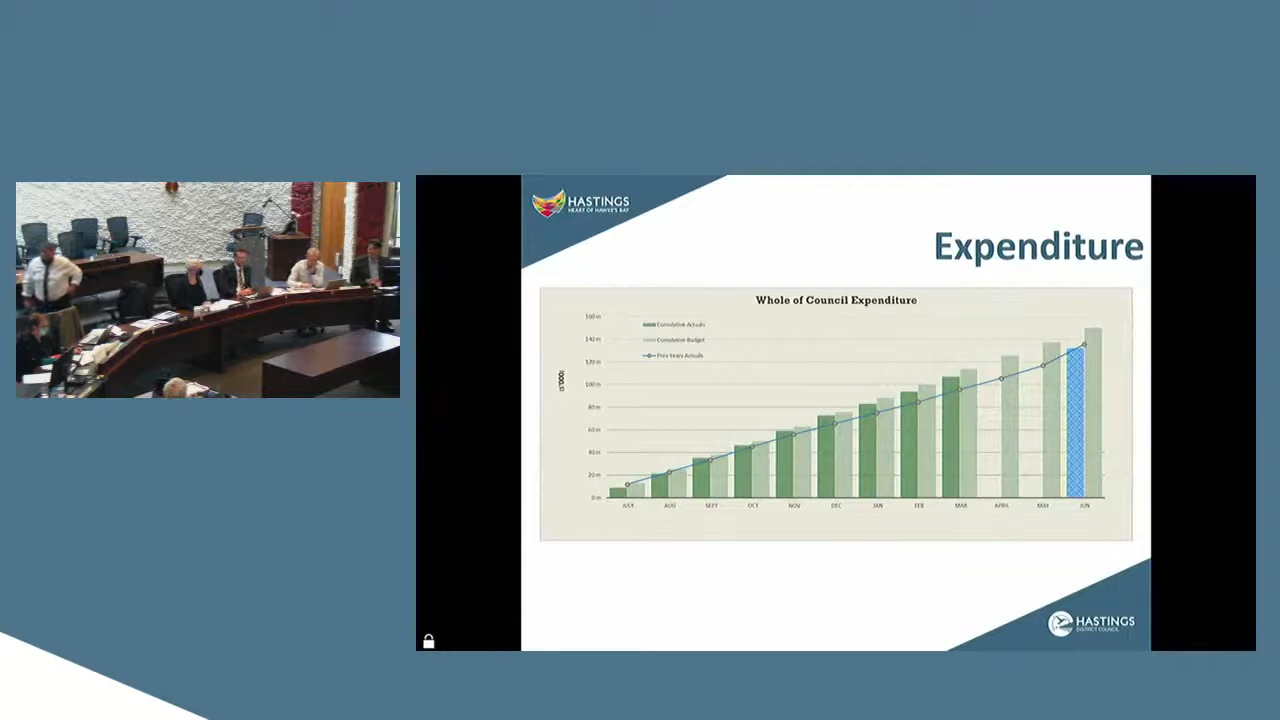 HASTINGS
HEART OF HAWKE'S BAY
Expenditure
Whole of Council Expenditure
160 m
140 m
120 m
100 m
80 m
60 m
40 m
20 m
0 m
Cumulative Actuals
Cumulative Budget
Prev Years Actuals
JULY AUG SEPT OCT NOV DEC JAN FEB MAR APRIL MAY JUN
HASTINGS
DISTRICT COUNCIL